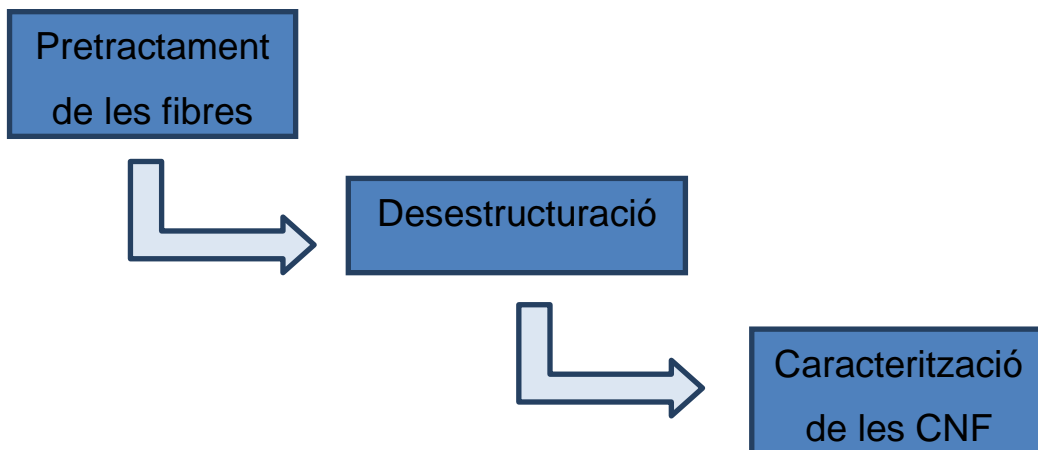 Pretractament
de les fibres
Desestructuració
Caracterització
de les CNF